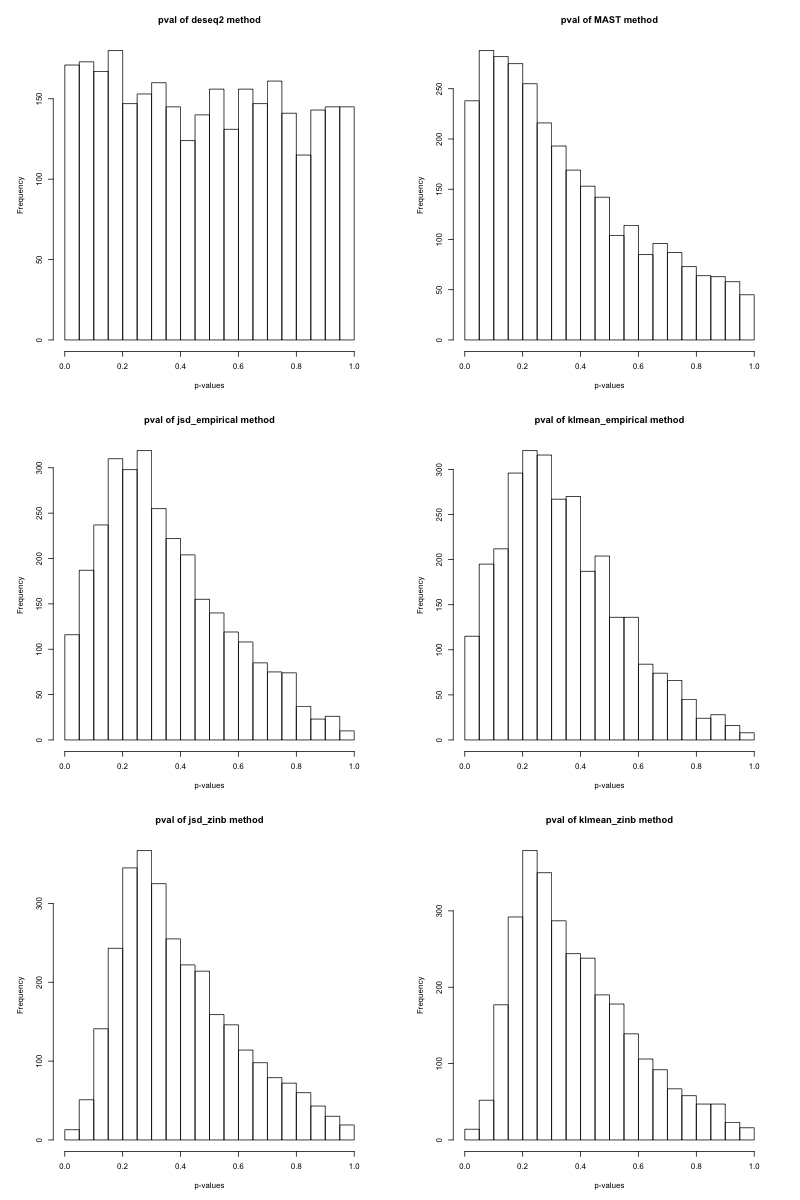 pval of deseq2 method
Frequency
0 50 100 150
0.0 0.2 0.4 0.6 0.8 1.0
p-values
pval of MAST method
Frequency
0 50 100 150 200 250
0.0 0.2 0.4 0.6 0.8 1.0
p-values
pval of jsd_empirical method
Frequency
0 50 100 150 200 250 300
0.0 0.2 0.4 0.6 0.8 1.0
p-values
pval of klmean_empirical method
Frequency
0 50 100 150 200 250 300
0.0 0.2 0.4 0.6 0.8 1.0
p-values
pval of jsd_zinb method
Frequency
0 100 200 300
0.0 0.2 0.4 0.6 0.8 1.0
p-values
pval of klmean_zinb method
Frequency
0 100 200 300
0.0 0.2 0.4 0.6 0.8 1.0
p-values